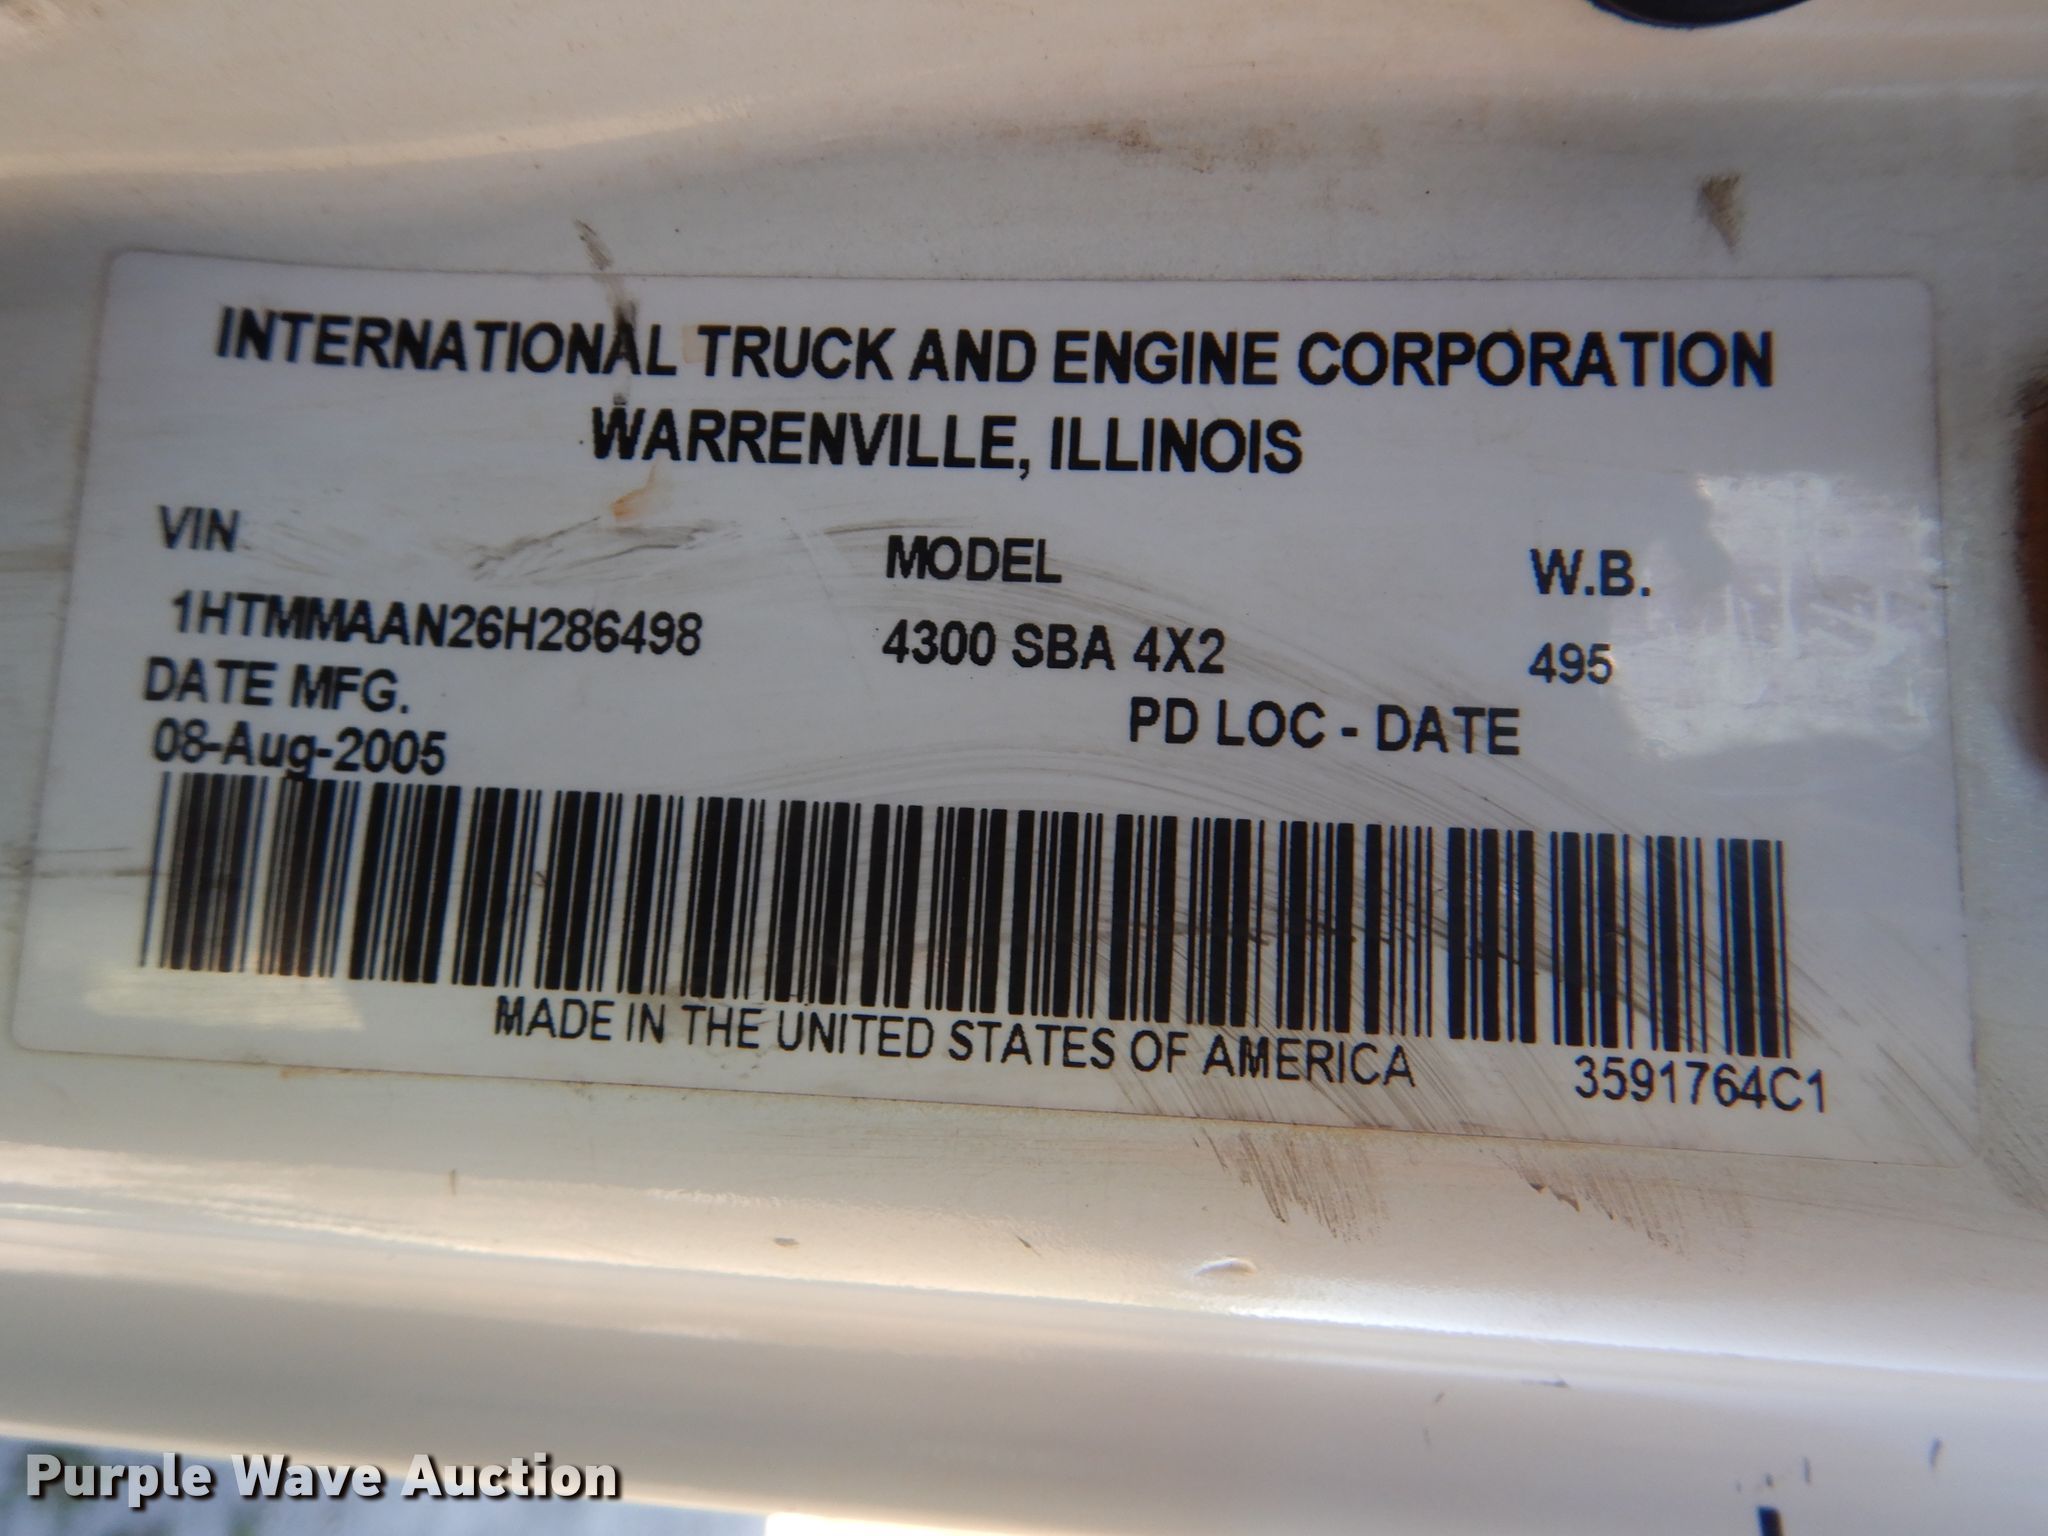 INTERNATIONAL TRUCK AND ENGINE CORPORATION
WARRENVILLE, ILLINOIS
VIN MODEL W.B.
1HTMMAAN26H286498 4300 SBA 4X2 495
DATE MFG. PD LOC - DATE
08-Aug-2005
MADE IN THE UNITED STATES OF AMERICA 3591764C1
Purple Wave Auction